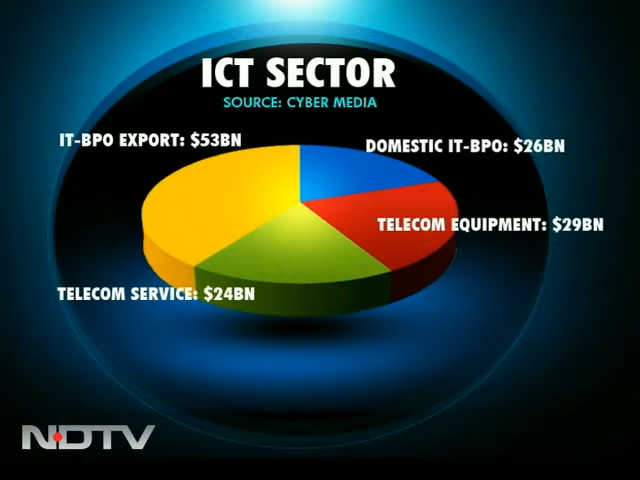 ICT SECTOR
SOURCE: CYBER MEDIA
IT-BPO EXPORT: $53BN
DOMESTIC IT-BPO: $26BN
TELECOM EQUIPMENT: $29BN
TELECOM SERVICE: $24BN
NDTV